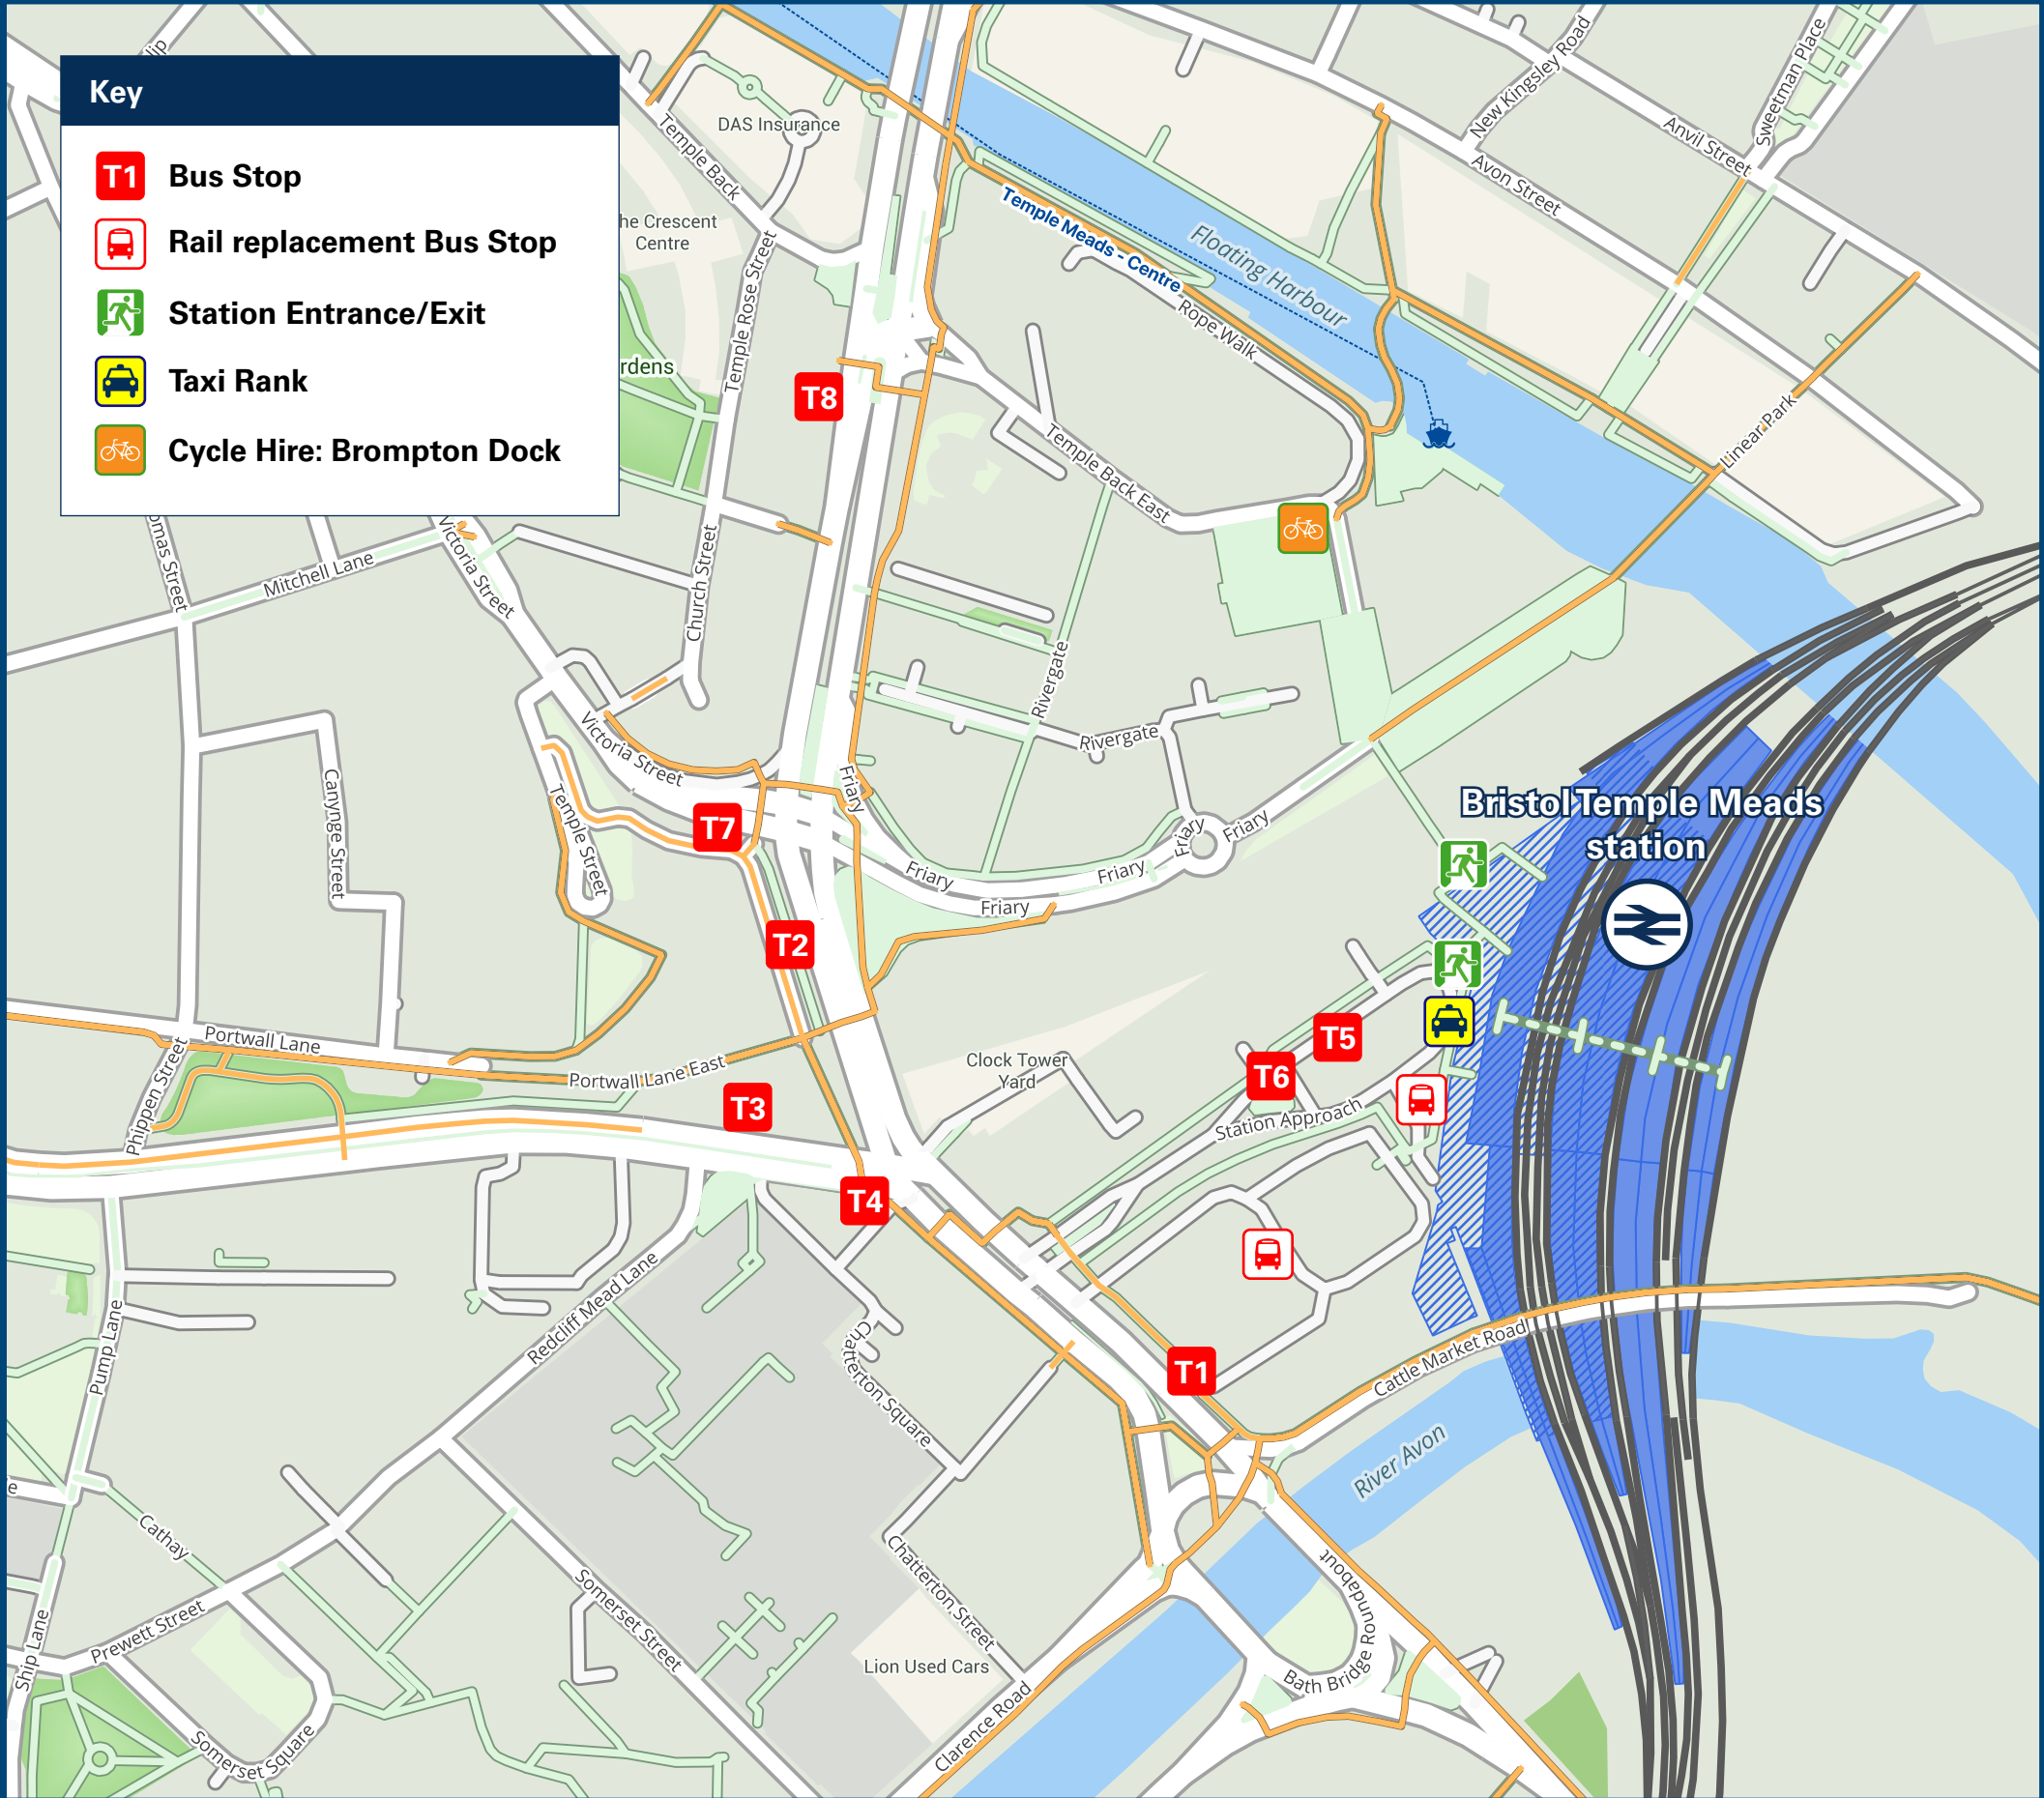 Key
T1 Bus Stop
Rail replacement Bus Stop
Station Entrance/Exit
Taxi Rank
Cycle Hire: Brompton Dock
DAS Insurance
Temple Back
he Crescent
Centre
Temple Rose Street
rdens
T8
Temple Meads - Centre
Floating Harbour
Rope Walk
New Kingsley Road
Sweetman Place
Anvil Street
Avon Street
Linear Park
Temple Back East
omas Street
Mitchell Lane
Victoria Street
Church Street
Rivergate
Rivergate
Victoria Street
Canynge Street
Temple Street
T7
Friary
Friary
Friary
Friary
Friary
Friary
Bristol Temple Meads
station
T2
Portwall Lane
Portwall Lane East
Phippen Street
T3
Clock Tower
Yard
T5
T6
Station Approach
T4
T1
Redcliff Mead Lane
Pump Lane
Chatterton Square
Cattle Market Road
River Avon
Cathay
Prewett Street
Ship Lane
Somerset Street
Chatterton Street
Lion Used Cars
Somerset Square
Clarence Road
Bath Bridge Roundabout